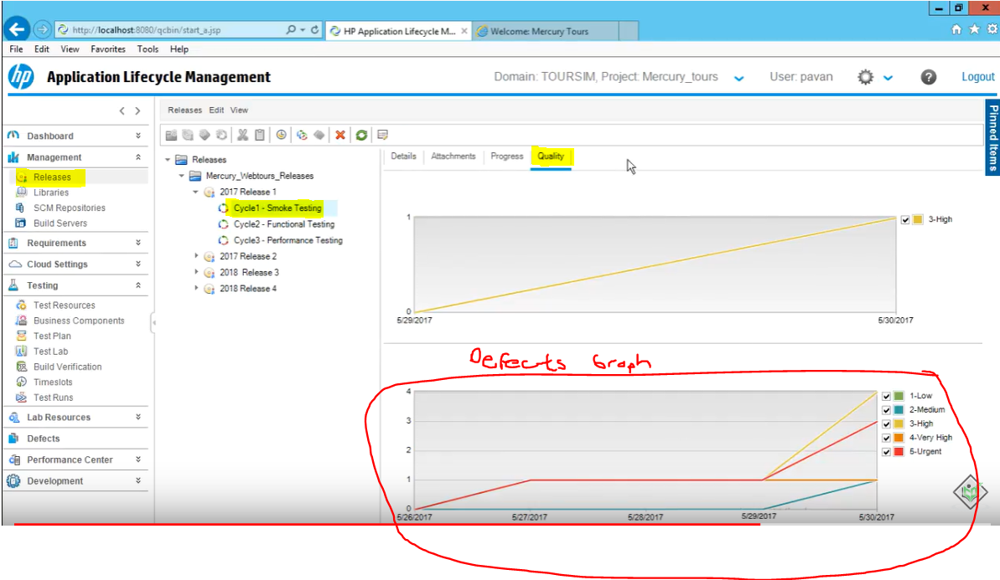 http://localhost:8080/qcbin/start_a.jsp
HP Application Lifecycle M...
Welcome: Mercury Tours
File Edit View Favorites Tools Help
hp Application Lifecycle Management
Domain: TOURSIM, Project: Mercury_tours
User: pavan
Logout
Pinned Items
Dashboard
Management
Releases
Libraries
SCM Repositories
Build Servers
Requirements
Cloud Settings
Testing
Test Resources
Business Components
Test Plan
Test Lab
Build Verification
Timeslots
Test Runs
Lab Resources
Defects
Performance Center
Development
Releases Edit View
Releases
Mercury_Webtours_Releases
2017 Release 1
Cycle1 - Smoke Testing
Cycle2 - Functional Testing
Cycle3 - Performance Testing
2017 Release 2
2018 Release 3
2018 Release 4
Details Attachments Progress Quality
1
0
5/29/2017 5/30/2017
3-High
Defects Graph
4
3
2
1
0
5/26/2017 5/27/2017 5/28/2017 5/29/2017 5/30/2017
1-Low
2-Medium
3-High
4-Very High
5-Urgent